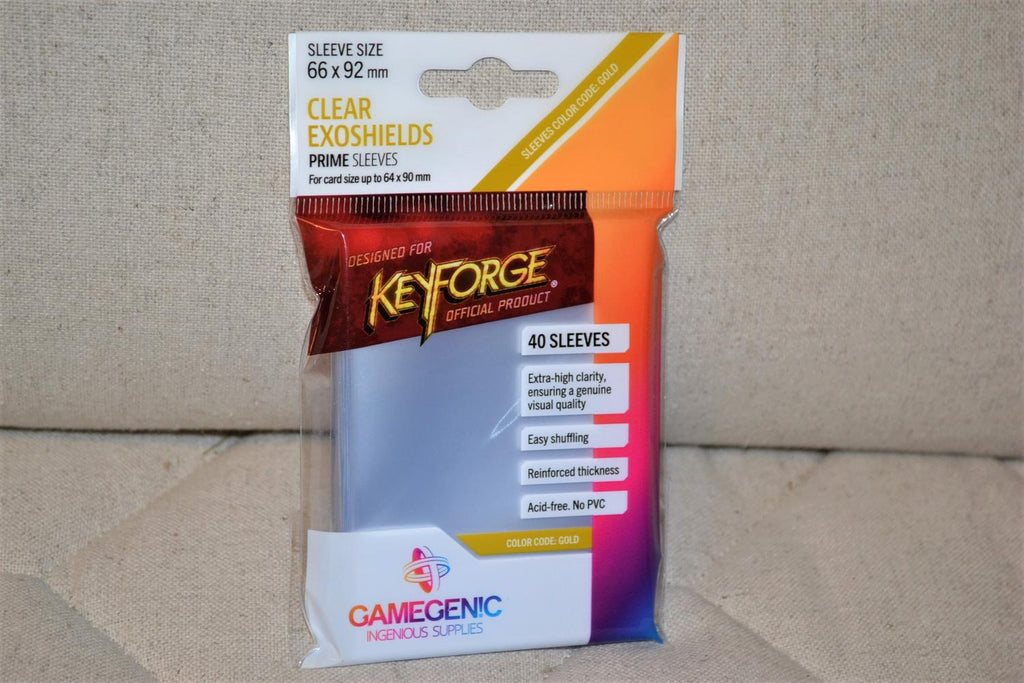 SLEEVE SIZE
66 x 92 mm
CLEAR
EXOSHIELDS
PRIME SLEEVES
For card size up to 64 x 90 mm
SLEEVES COLOR CODE: GOLD
DESIGNED FOR
KEYFORGE®
OFFICIAL PRODUCT
40 SLEEVES
Extra-high clarity,
ensuring a genuine
visual quality
Easy shuffling
Reinforced thickness
Acid-free. No PVC
COLOR CODE: GOLD
GAMEGEN!C
INGENIOUS SUPPLIES